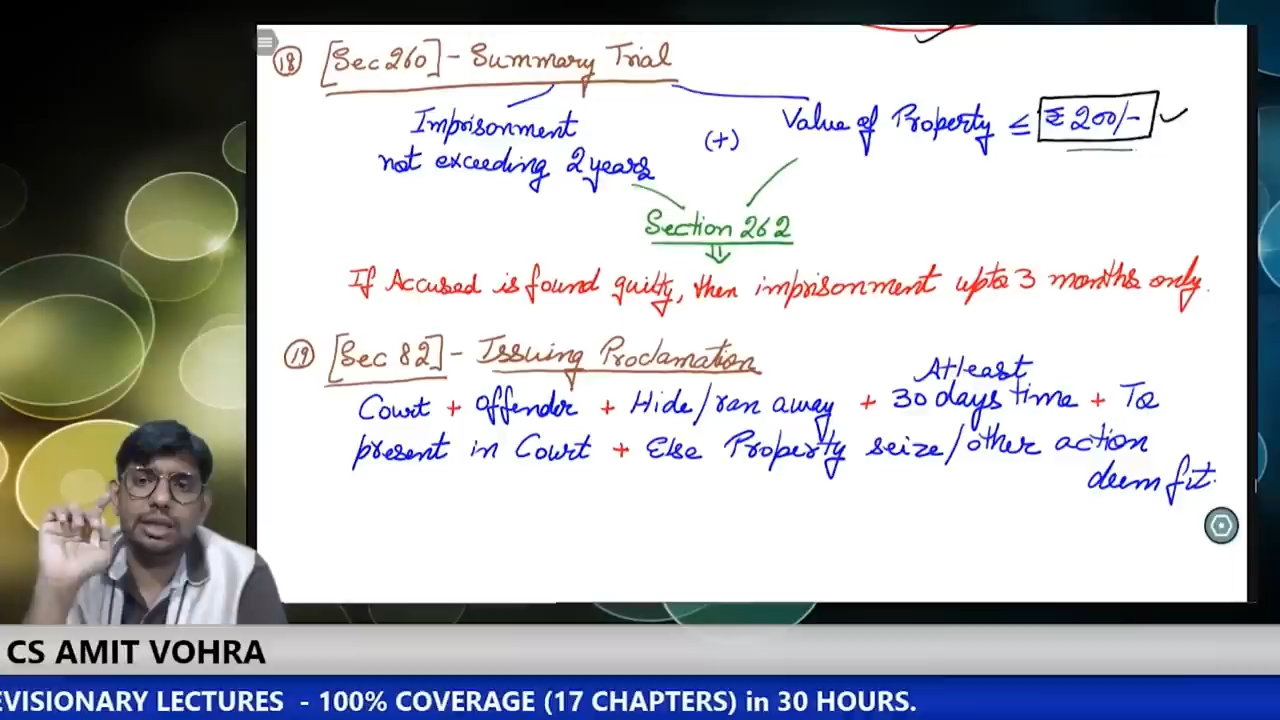 18 [Sec 260] - Summary Trial
Imprisonment
not exceeding 2 years
(+)
Value of Property ≤ ₹ 200/-
Section 262
If Accused is found guilty, then imprisonment upto 3 months only.
19 [Sec 82] - Issuing Proclamation
Atleast
Court + Offender + Hide/ran away + 30 days time + To
present in Court + Else Property seize/other action
deem fit.
CS AMIT VOHRA
EVISIONARY LECTURES - 100% COVERAGE (17 CHAPTERS) in 30 HOURS.